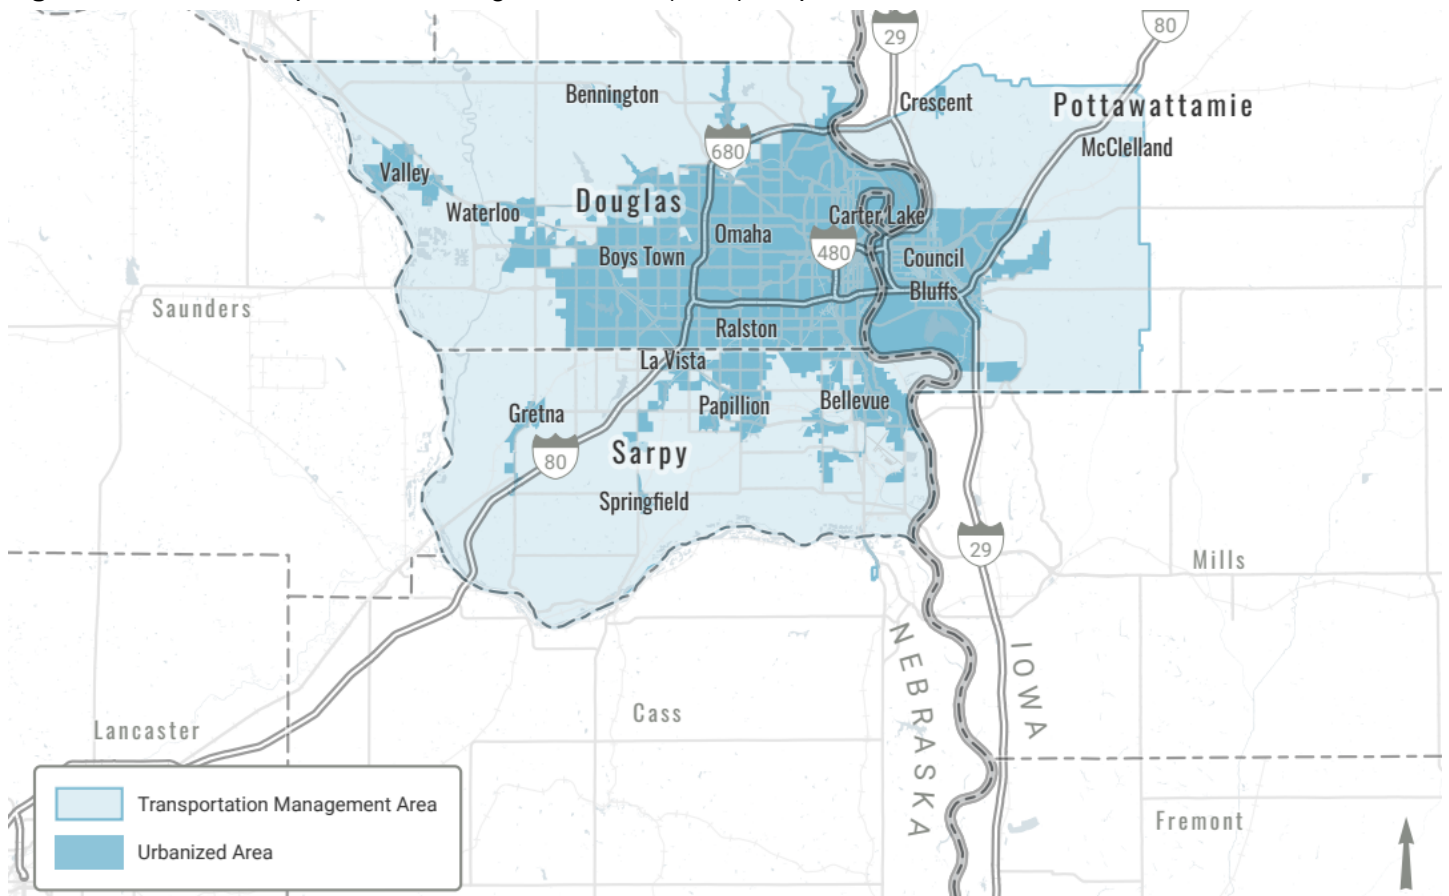 29
80
Crescent
Bennington
Pottawattamie
McClelland
680
Valley
Douglas
Waterloo
Carter Lake
Omaha
480
Boys Town
Council
Bluffs
Saunders
Ralston
La Vista
Papillion
Bellevue
Gretna
80
Sarpy
Springfield
29
Mills
NEBRASKA
IOWA
Cass
Lancaster
Fremont
Transportation Management Area
Urbanized Area